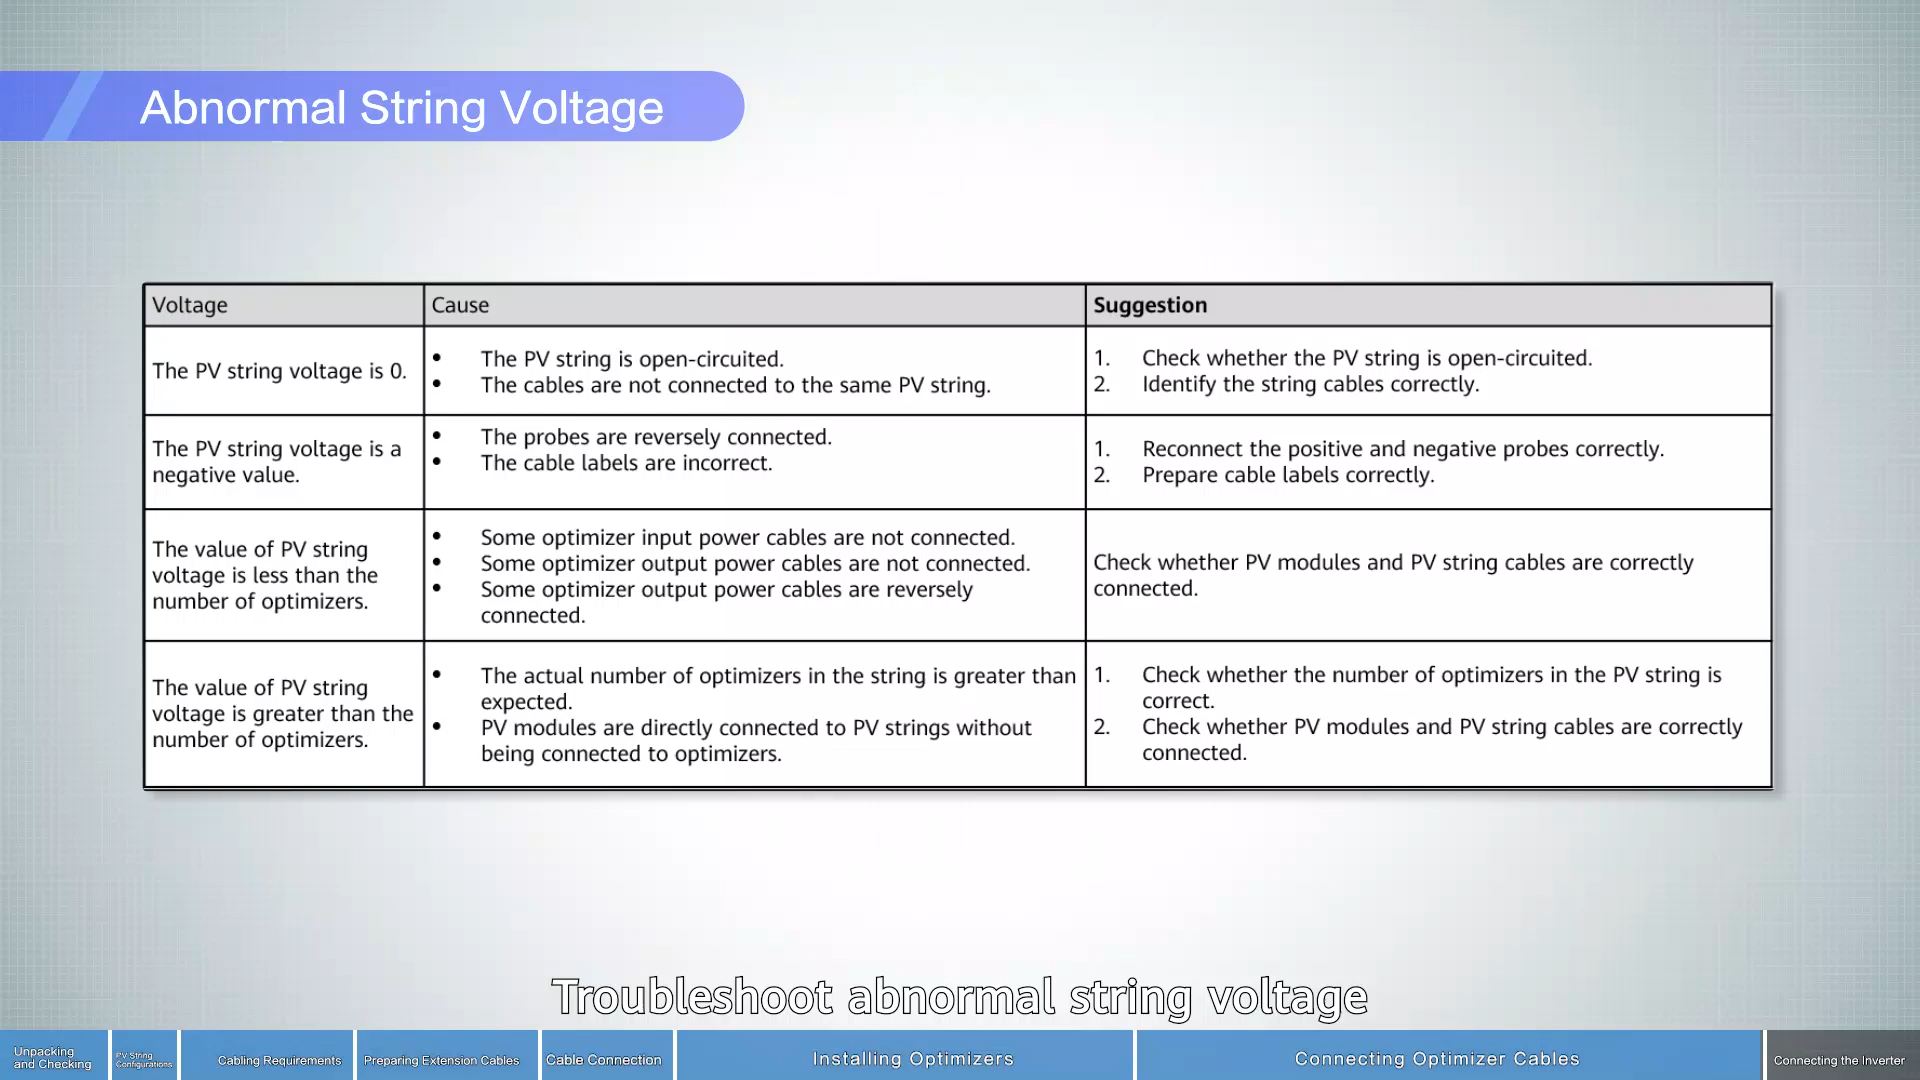 Abnormal String Voltage
Voltage
Cause
Suggestion
The PV string voltage is 0.
• The PV string is open-circuited.
• The cables are not connected to the same PV string.
1. Check whether the PV string is open-circuited.
2. Identify the string cables correctly.
The PV string voltage is a
negative value.
• The probes are reversely connected.
• The cable labels are incorrect.
1. Reconnect the positive and negative probes correctly.
2. Prepare cable labels correctly.
The value of PV string
voltage is less than the
number of optimizers.
• Some optimizer input power cables are not connected.
• Some optimizer output power cables are not connected.
• Some optimizer output power cables are reversely
connected.
Check whether PV modules and PV string cables are correctly
connected.
The value of PV string
voltage is greater than the
number of optimizers.
• The actual number of optimizers in the string is greater than
expected.
• PV modules are directly connected to PV strings without
being connected to optimizers.
1. Check whether the number of optimizers in the PV string is
correct.
2. Check whether PV modules and PV string cables are correctly
connected.
Troubleshoot abnormal string voltage
Unpacking
and Checking
PV String
Configurations
Cabling Requirements
Preparing Extension Cables
Cable Connection
Installing Optimizers
Connecting Optimizer Cables
Connecting the Inverter